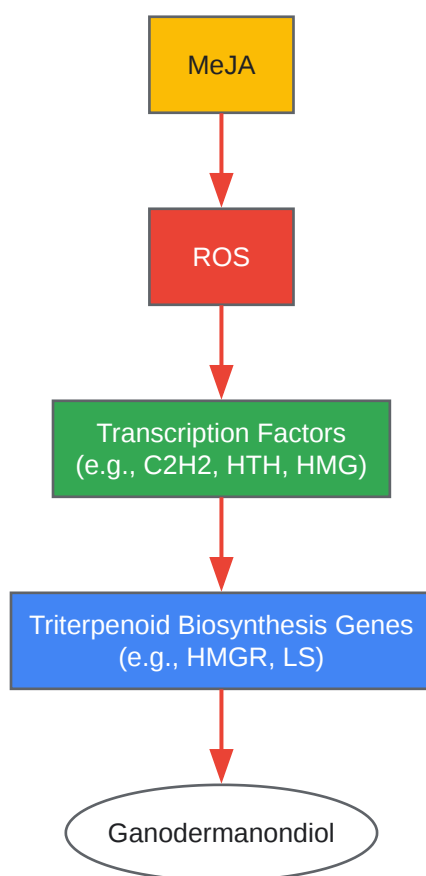 MeJA
ROS
Transcription Factors
(e.g., C2H2, HTH, HMG)
Triterpenoid Biosynthesis Genes
(e.g., HMGR, LS)
Ganodermanondiol